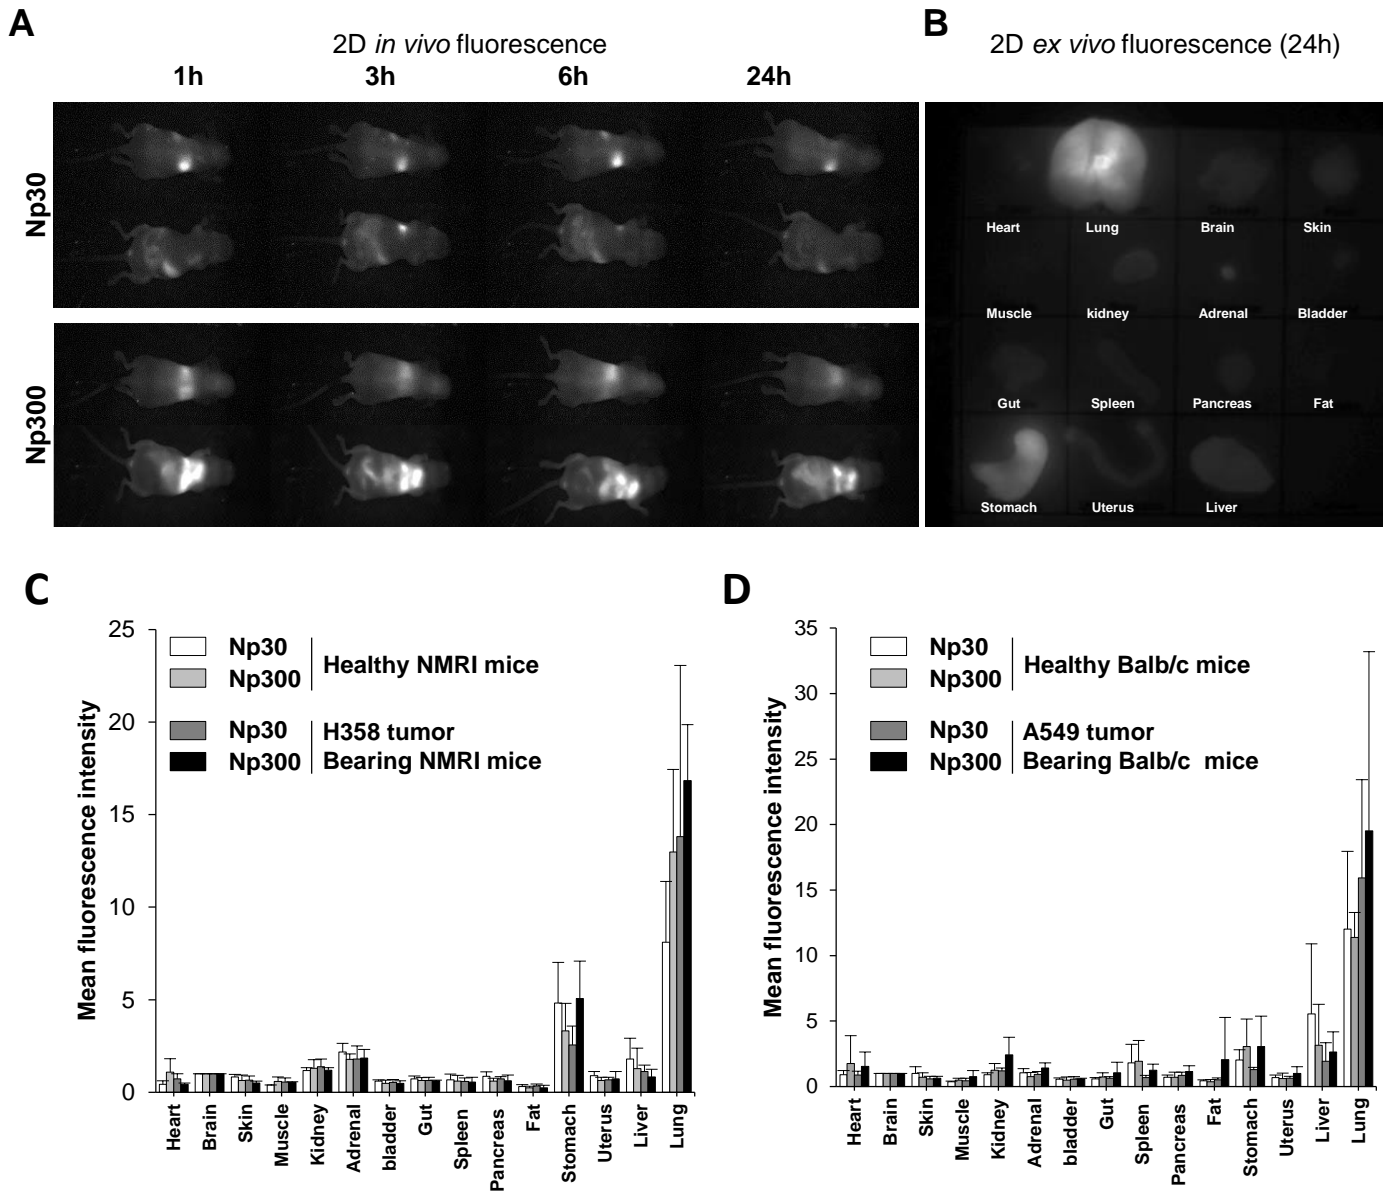 A
2D in vivo fluorescence
1h 3h 6h 24h
Np30
Np300
B
2D ex vivo fluorescence (24h)
Heart Lung Brain Skin
Muscle kidney Adrenal Bladder
Gut Spleen Pancreas Fat
Stomach Uterus Liver
C
Mean fluorescence intensity
25
20
15
10
5
0
Np30
Np300
Healthy NMRI mice
Np30
Np300
H358 tumor
Bearing NMRI mice
Heart Brain Skin Muscle Kidney Adrenal bladder Gut Spleen Pancreas Fat Stomach Uterus Liver Lung
D
Mean fluorescence intensity
35
30
25
20
15
10
5
0
Np30
Np300
Healthy Balb/c mice
Np30
Np300
A549 tumor
Bearing Balb/c mice
Heart Brain Skin Muscle Kidney Adrenal bladder Gut Spleen Pancreas Fat Stomach Uterus Liver Lung